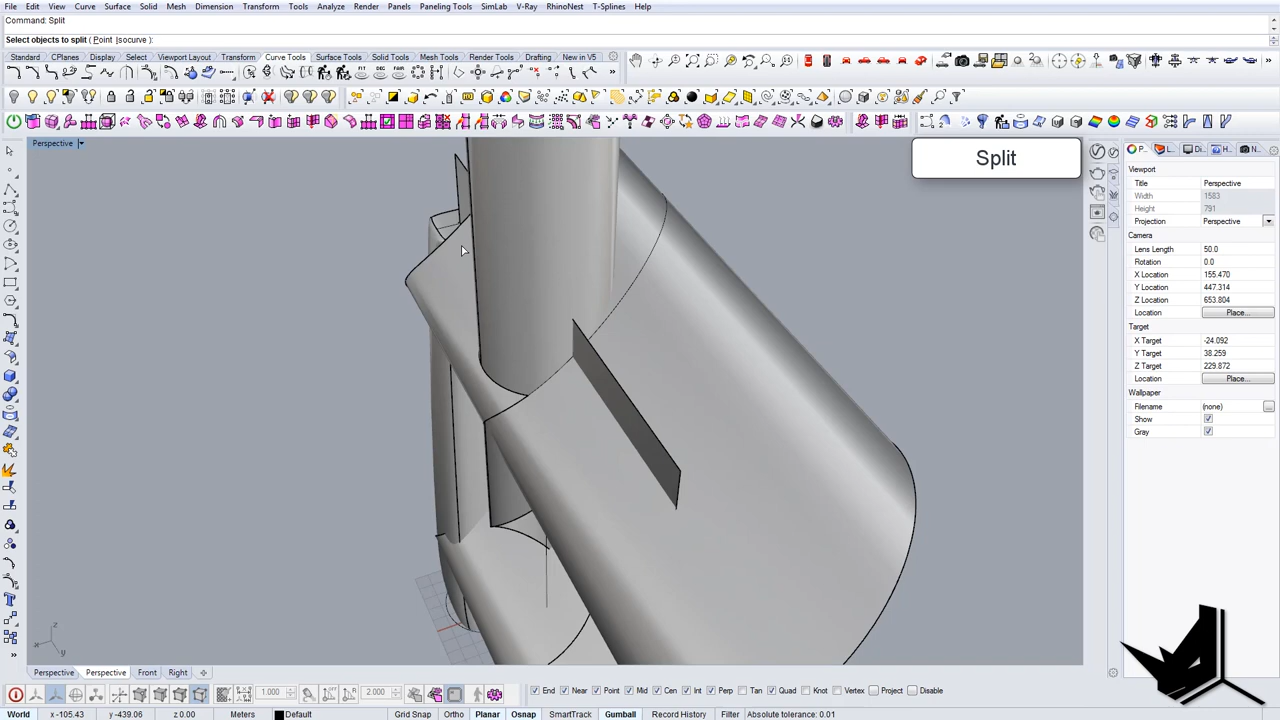 File Edit View Curve Surface Solid Mesh Dimension Transform Tools Analyze Render Panels Paneling Tools SimLab V-Ray RhinoNest T-Splines Help
Command: Split
Select objects to split ( Point Isocurve ):
Standard CPlanes Display Select Viewport Layout Transform Curve Tools Surface Tools Solid Tools Mesh Tools Render Tools Drafting New in V5
Perspective
Split
P... L... Di... H... N...
Viewport
Title Perspective
Width 1583
Height 791
Projection Perspective
Camera
Lens Length 50.0
Rotation 0.0
X Location 155.470
Y Location 447.314
Z Location 653.804
Location Place...
Target
X Target -24.092
Y Target 38.259
Z Target 229.872
Location Place...
Wallpaper
Filename (none) ...
Show
Gray
z
x y
Perspective Perspective Front Right
1.000 2.000 End Near Point Mid Cen Int Perp Tan Quad Knot Vertex Project Disable
World x -105.43 y -439.06 z 0.00 Meters Default Grid Snap Ortho Planar Osnap SmartTrack Gumball Record History Filter Absolute tolerance: 0.01